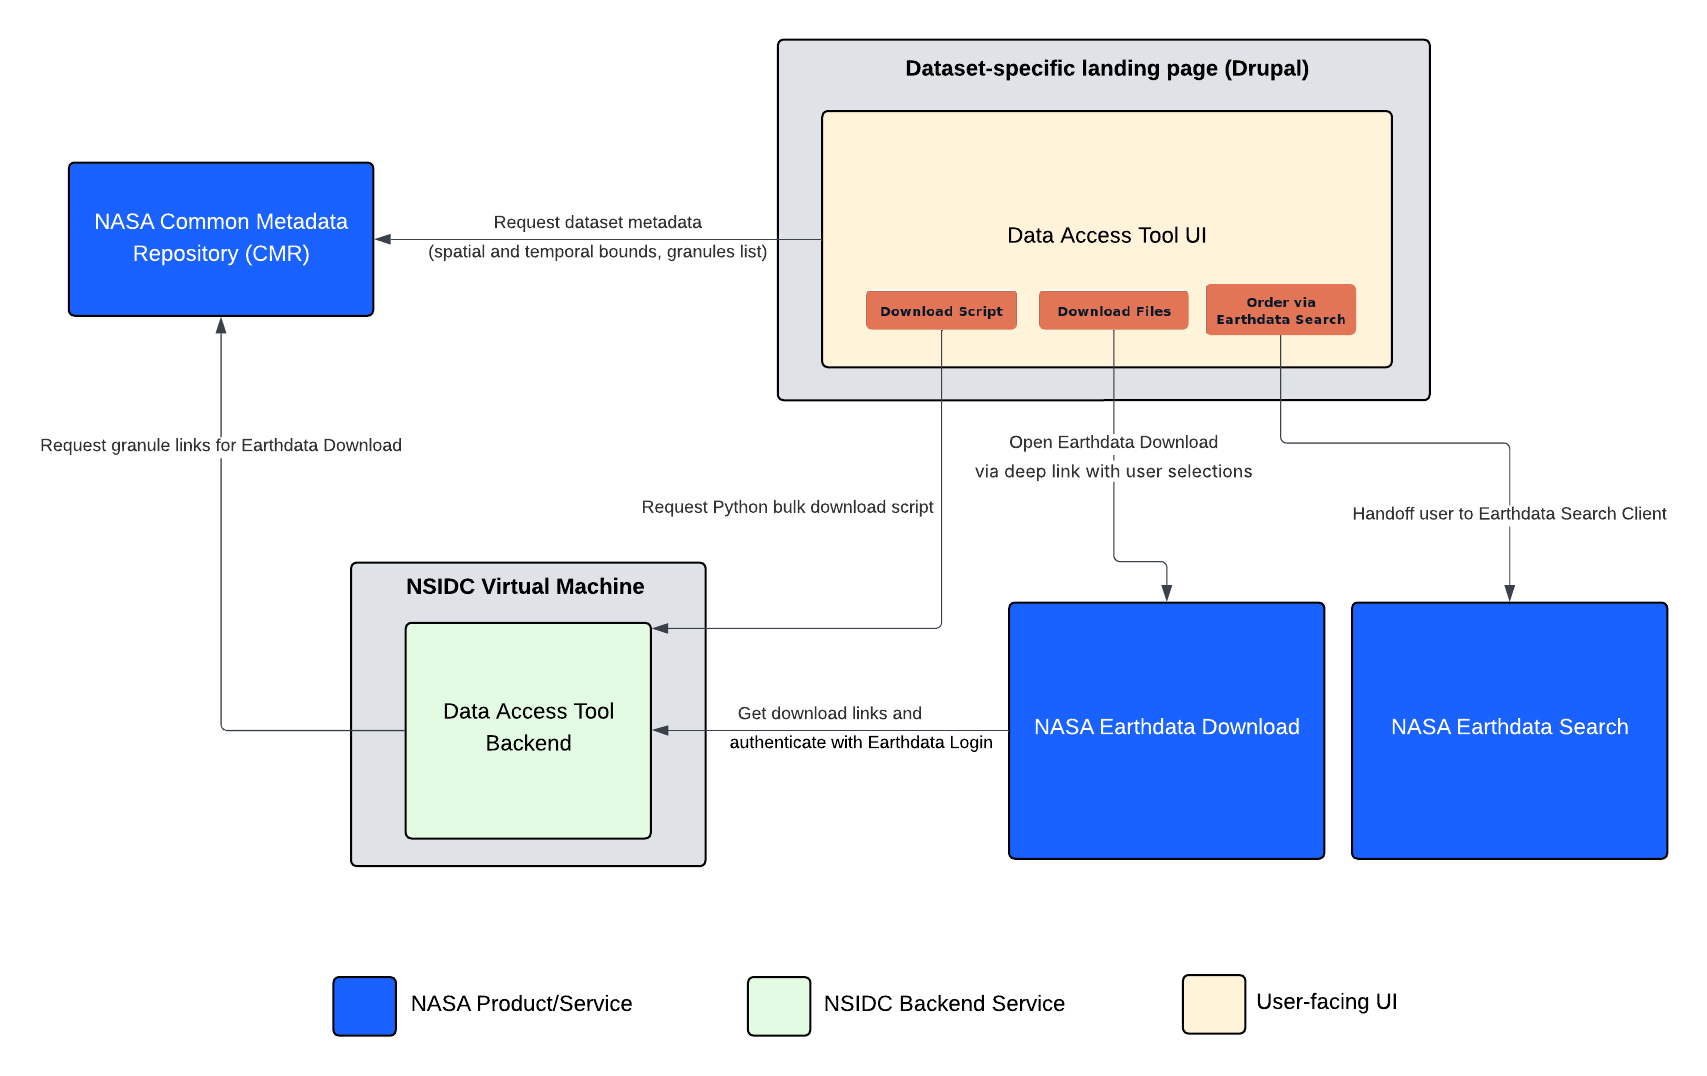 Dataset-specific landing page (Drupal)
NASA Common Metadata
Repository (CMR)
Request dataset metadata
(spatial and temporal bounds, granules list)
Data Access Tool UI
Download Script
Download Files
Order via
Earthdata Search
Request granule links for Earthdata Download
Open Earthdata Download
via deep link with user selections
Request Python bulk download script
Handoff user to Earthdata Search Client
NSIDC Virtual Machine
Data Access Tool
Backend
Get download links and
authenticate with Earthdata Login
NASA Earthdata Download
NASA Earthdata Search
NASA Product/Service
NSIDC Backend Service
User-facing UI